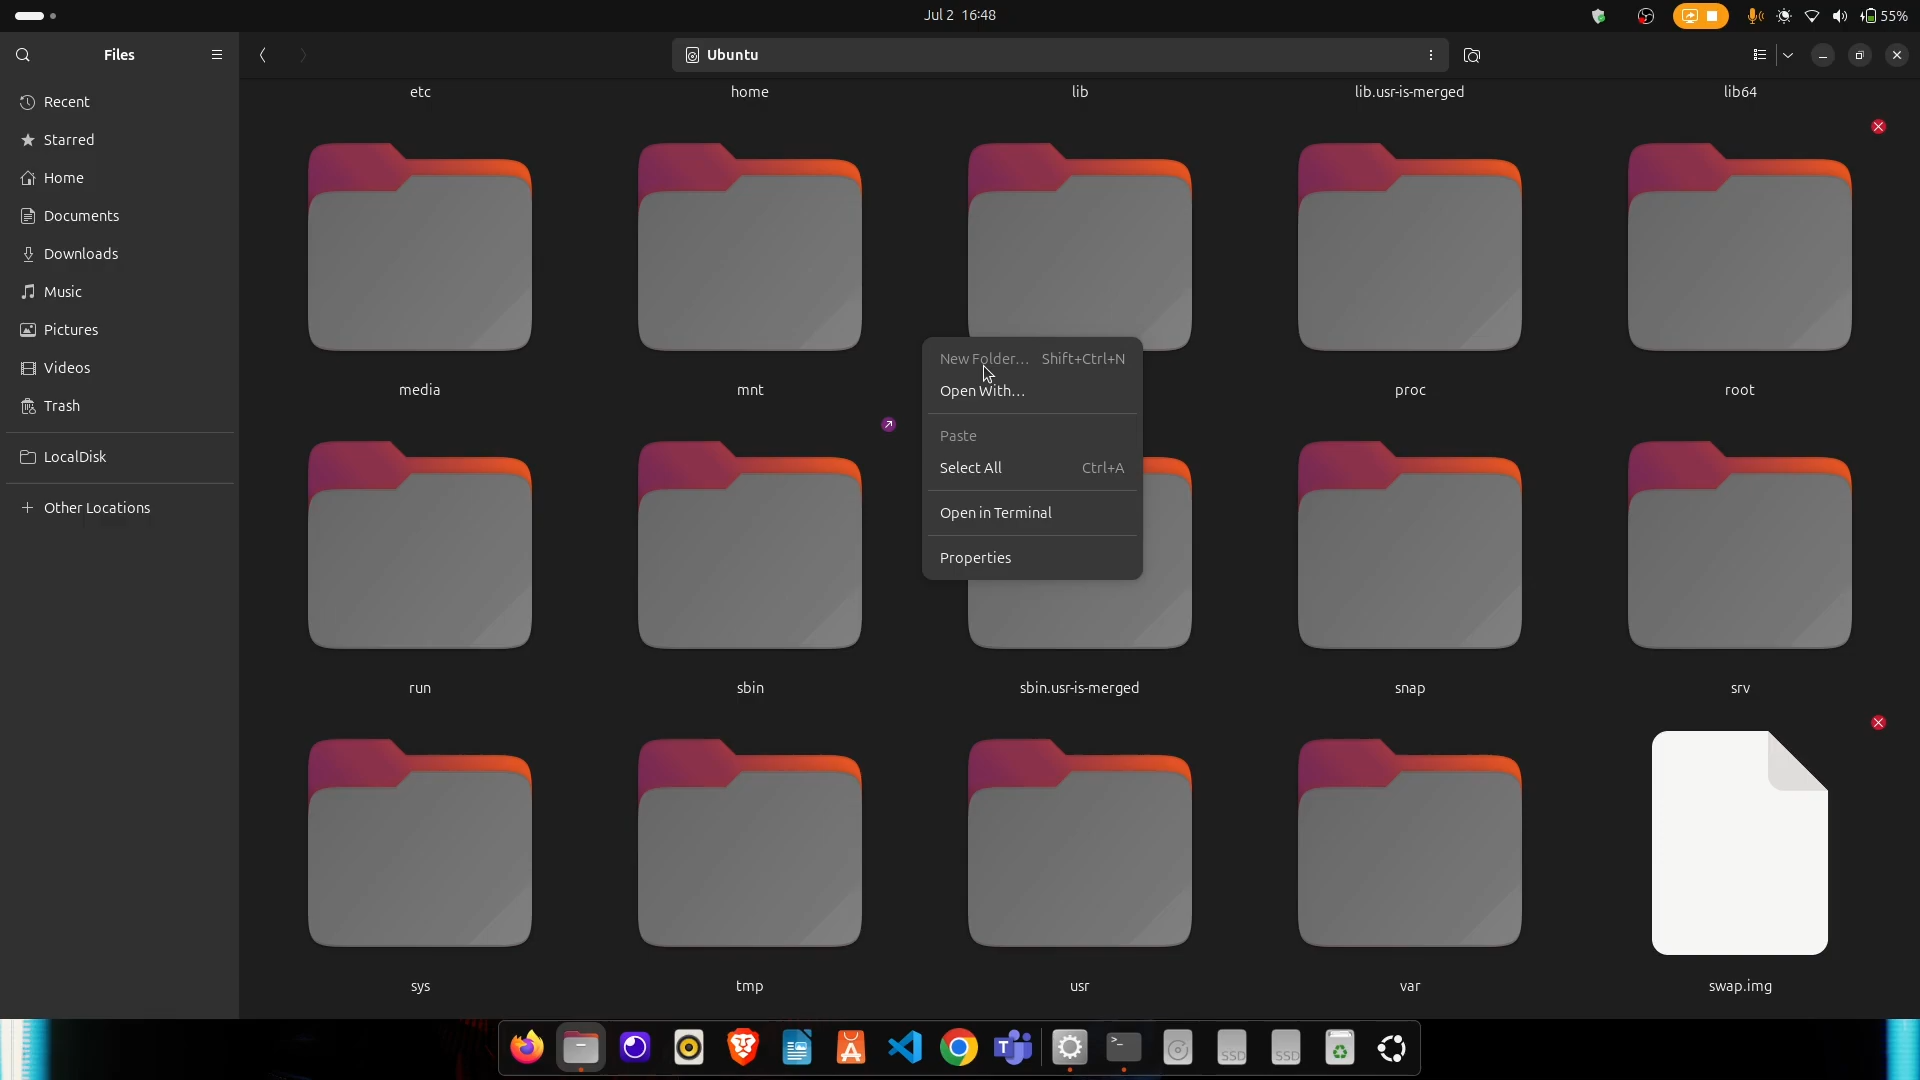 Jul 2 16:48
55%
Files
Ubuntu
Recent
Starred
Home
Documents
Downloads
Music
Pictures
Videos
Trash
LocalDisk
Other Locations
etc
home
lib
lib.usr-is-merged
lib64
media
mnt
proc
root
New Folder... Shift+Ctrl+N
Open With...
Paste
Select All Ctrl+A
Open in Terminal
Properties
run
sbin
sbin.usr-is-merged
snap
srv
sys
tmp
usr
var
swap.img
T
>_
SSD
SSD